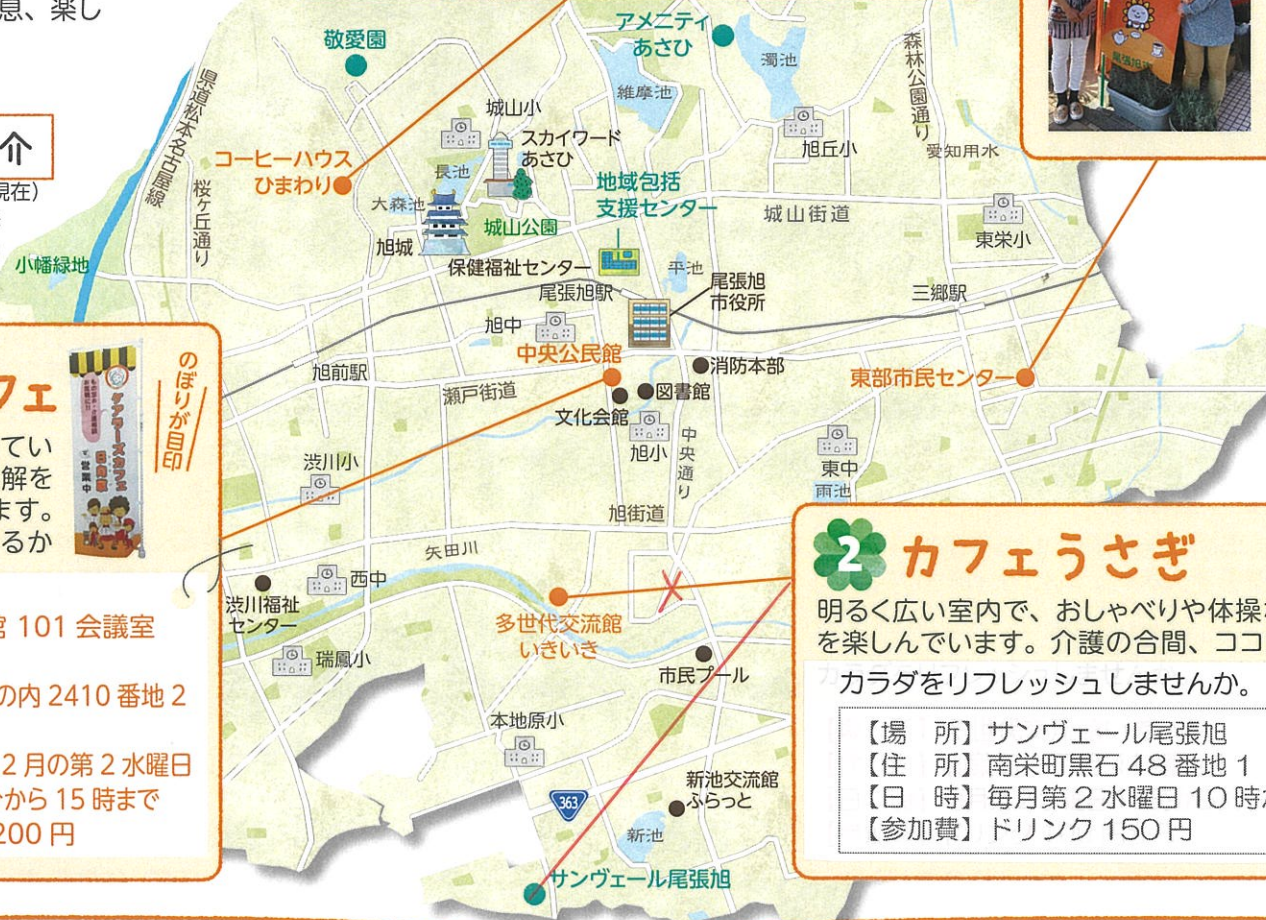 息、楽し
介
現在）
敬愛園
アメニティ
あさひ
濁池
維摩池
森林公園通り
県道松本名古屋線
城山小
スカイワード
あさひ
旭丘小
愛知用水
コーヒーハウス
ひまわり
長池
大森池
桜ヶ丘通り
地域包括
支援センター
城山街道
東栄小
城山公園
旭城
小幡緑地
保健福祉センター
平池
尾張旭駅
尾張旭
市役所
三郷駅
旭中
中央公民館
消防本部
旭前駅
瀬戸街道
図書館
東部市民センター
文化会館
旭小
中央通り
東中
雨池
渋川小
旭街道
矢田川
西中
渋川福祉
センター
多世代交流館
いきいき
瑞鳳小
市民プール
本地原小
363
新池交流館
ふらっと
新池
サンヴェール尾張旭
フェ
のぼりが目印
ケアラーズカフェ
日向家
営業中
てい
解を
ます。
るか
官 101 会議室
の内 2410 番地 2
2 月の第 2 水曜日
から 15 時まで
200 円
2 カフェうさぎ
明るく広い室内で、おしゃべりや体操
を楽しんでいます。介護の合間、ココ
カラダをリフレッシュしませんか。
【場　所】サンヴェール尾張旭
【住　所】南栄町黒石 48 番地 1
【日　時】毎月第 2 水曜日 10 時
【参加費】ドリンク 150 円